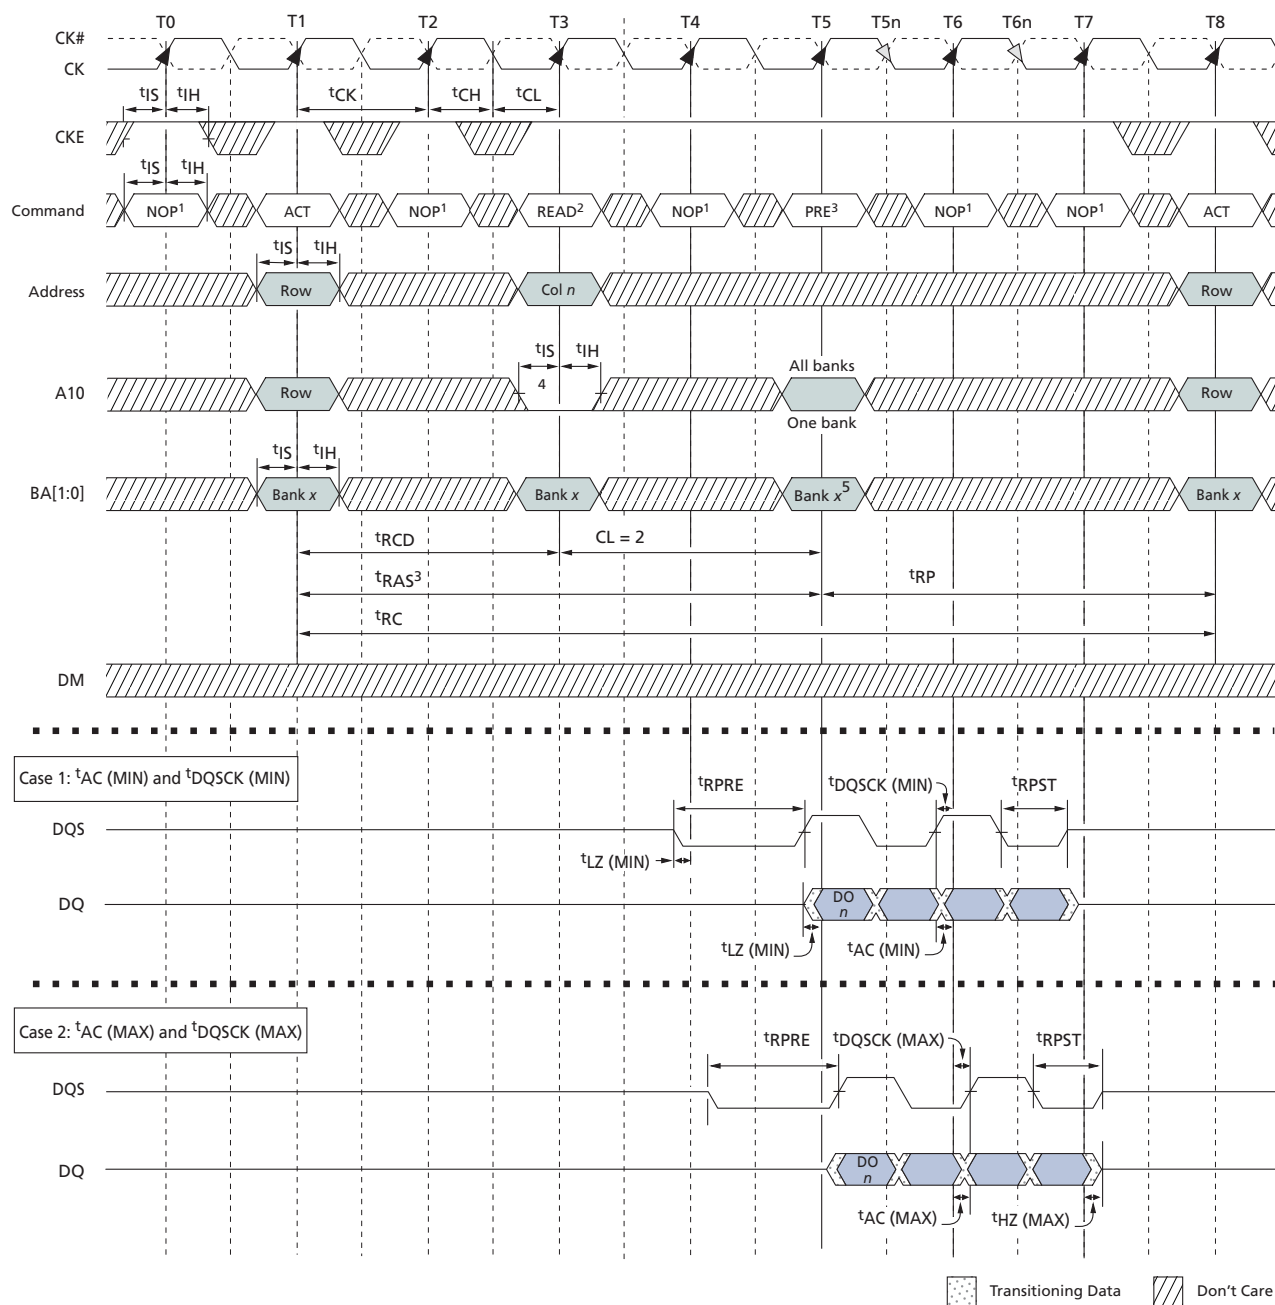 T0 T1 T2 T3 T4 T5 T5n T6 T6n T7 T8
CK#
CK
tIS tIH tCK tCH tCL
CKE
tIS tIH
Command NOP1 ACT NOP1 READ2 NOP1 PRE3 NOP1 NOP1 ACT
tIS tIH
Address Row Col n Row
tIS tIH
4
All banks
A10 Row Row
One bank
tIS tIH
BA[1:0] Bank x Bank x Bank x5 Bank x
tRCD CL = 2
tRAS3 tRP
tRC
DM
Case 1: tAC (MIN) and tDQSCK (MIN)
tRPRE tDQSCK (MIN) tRPST
DQS
tLZ (MIN)
DQ DO
n
tLZ (MIN) tAC (MIN)
Case 2: tAC (MAX) and tDQSCK (MAX)
tRPRE tDQSCK (MAX) tRPST
DQS
DQ DO
n
tAC (MAX) tHZ (MAX)
Transitioning Data Don't Care